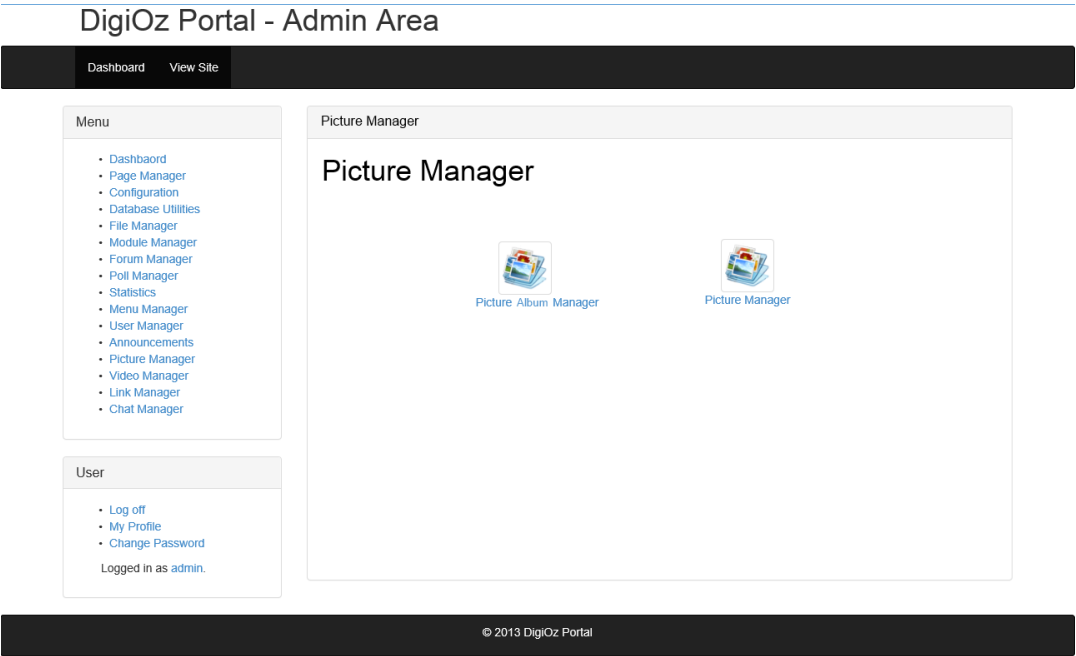 DigiOz Portal - Admin Area
Dashboard View Site
Menu
• Dashbaord
• Page Manager
• Configuration
• Database Utilities
• File Manager
• Module Manager
• Forum Manager
• Poll Manager
• Statistics
• Menu Manager
• User Manager
• Announcements
• Picture Manager
• Video Manager
• Link Manager
• Chat Manager
User
• Log off
• My Profile
• Change Password
Logged in as admin.
Picture Manager
Picture Manager
Picture Album Manager
Picture Manager
© 2013 DigiOz Portal